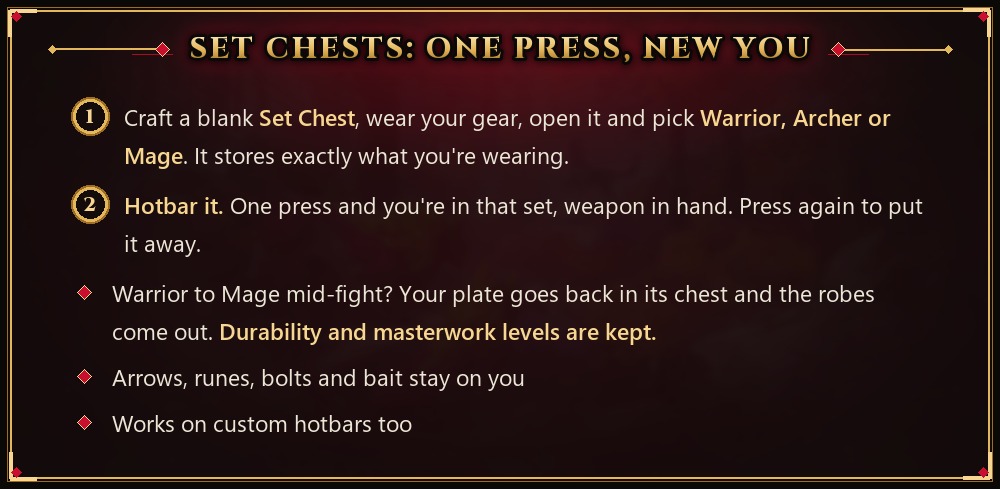 SET CHESTS: ONE PRESS, NEW YOU
1 Craft a blank Set Chest, wear your gear, open it and pick Warrior, Archer or
Mage. It stores exactly what you're wearing.
2 Hotbar it. One press and you're in that set, weapon in hand. Press again to put
it away.
Warrior to Mage mid-fight? Your plate goes back in its chest and the robes
come out. Durability and masterwork levels are kept.
Arrows, runes, bolts and bait stay on you
Works on custom hotbars too